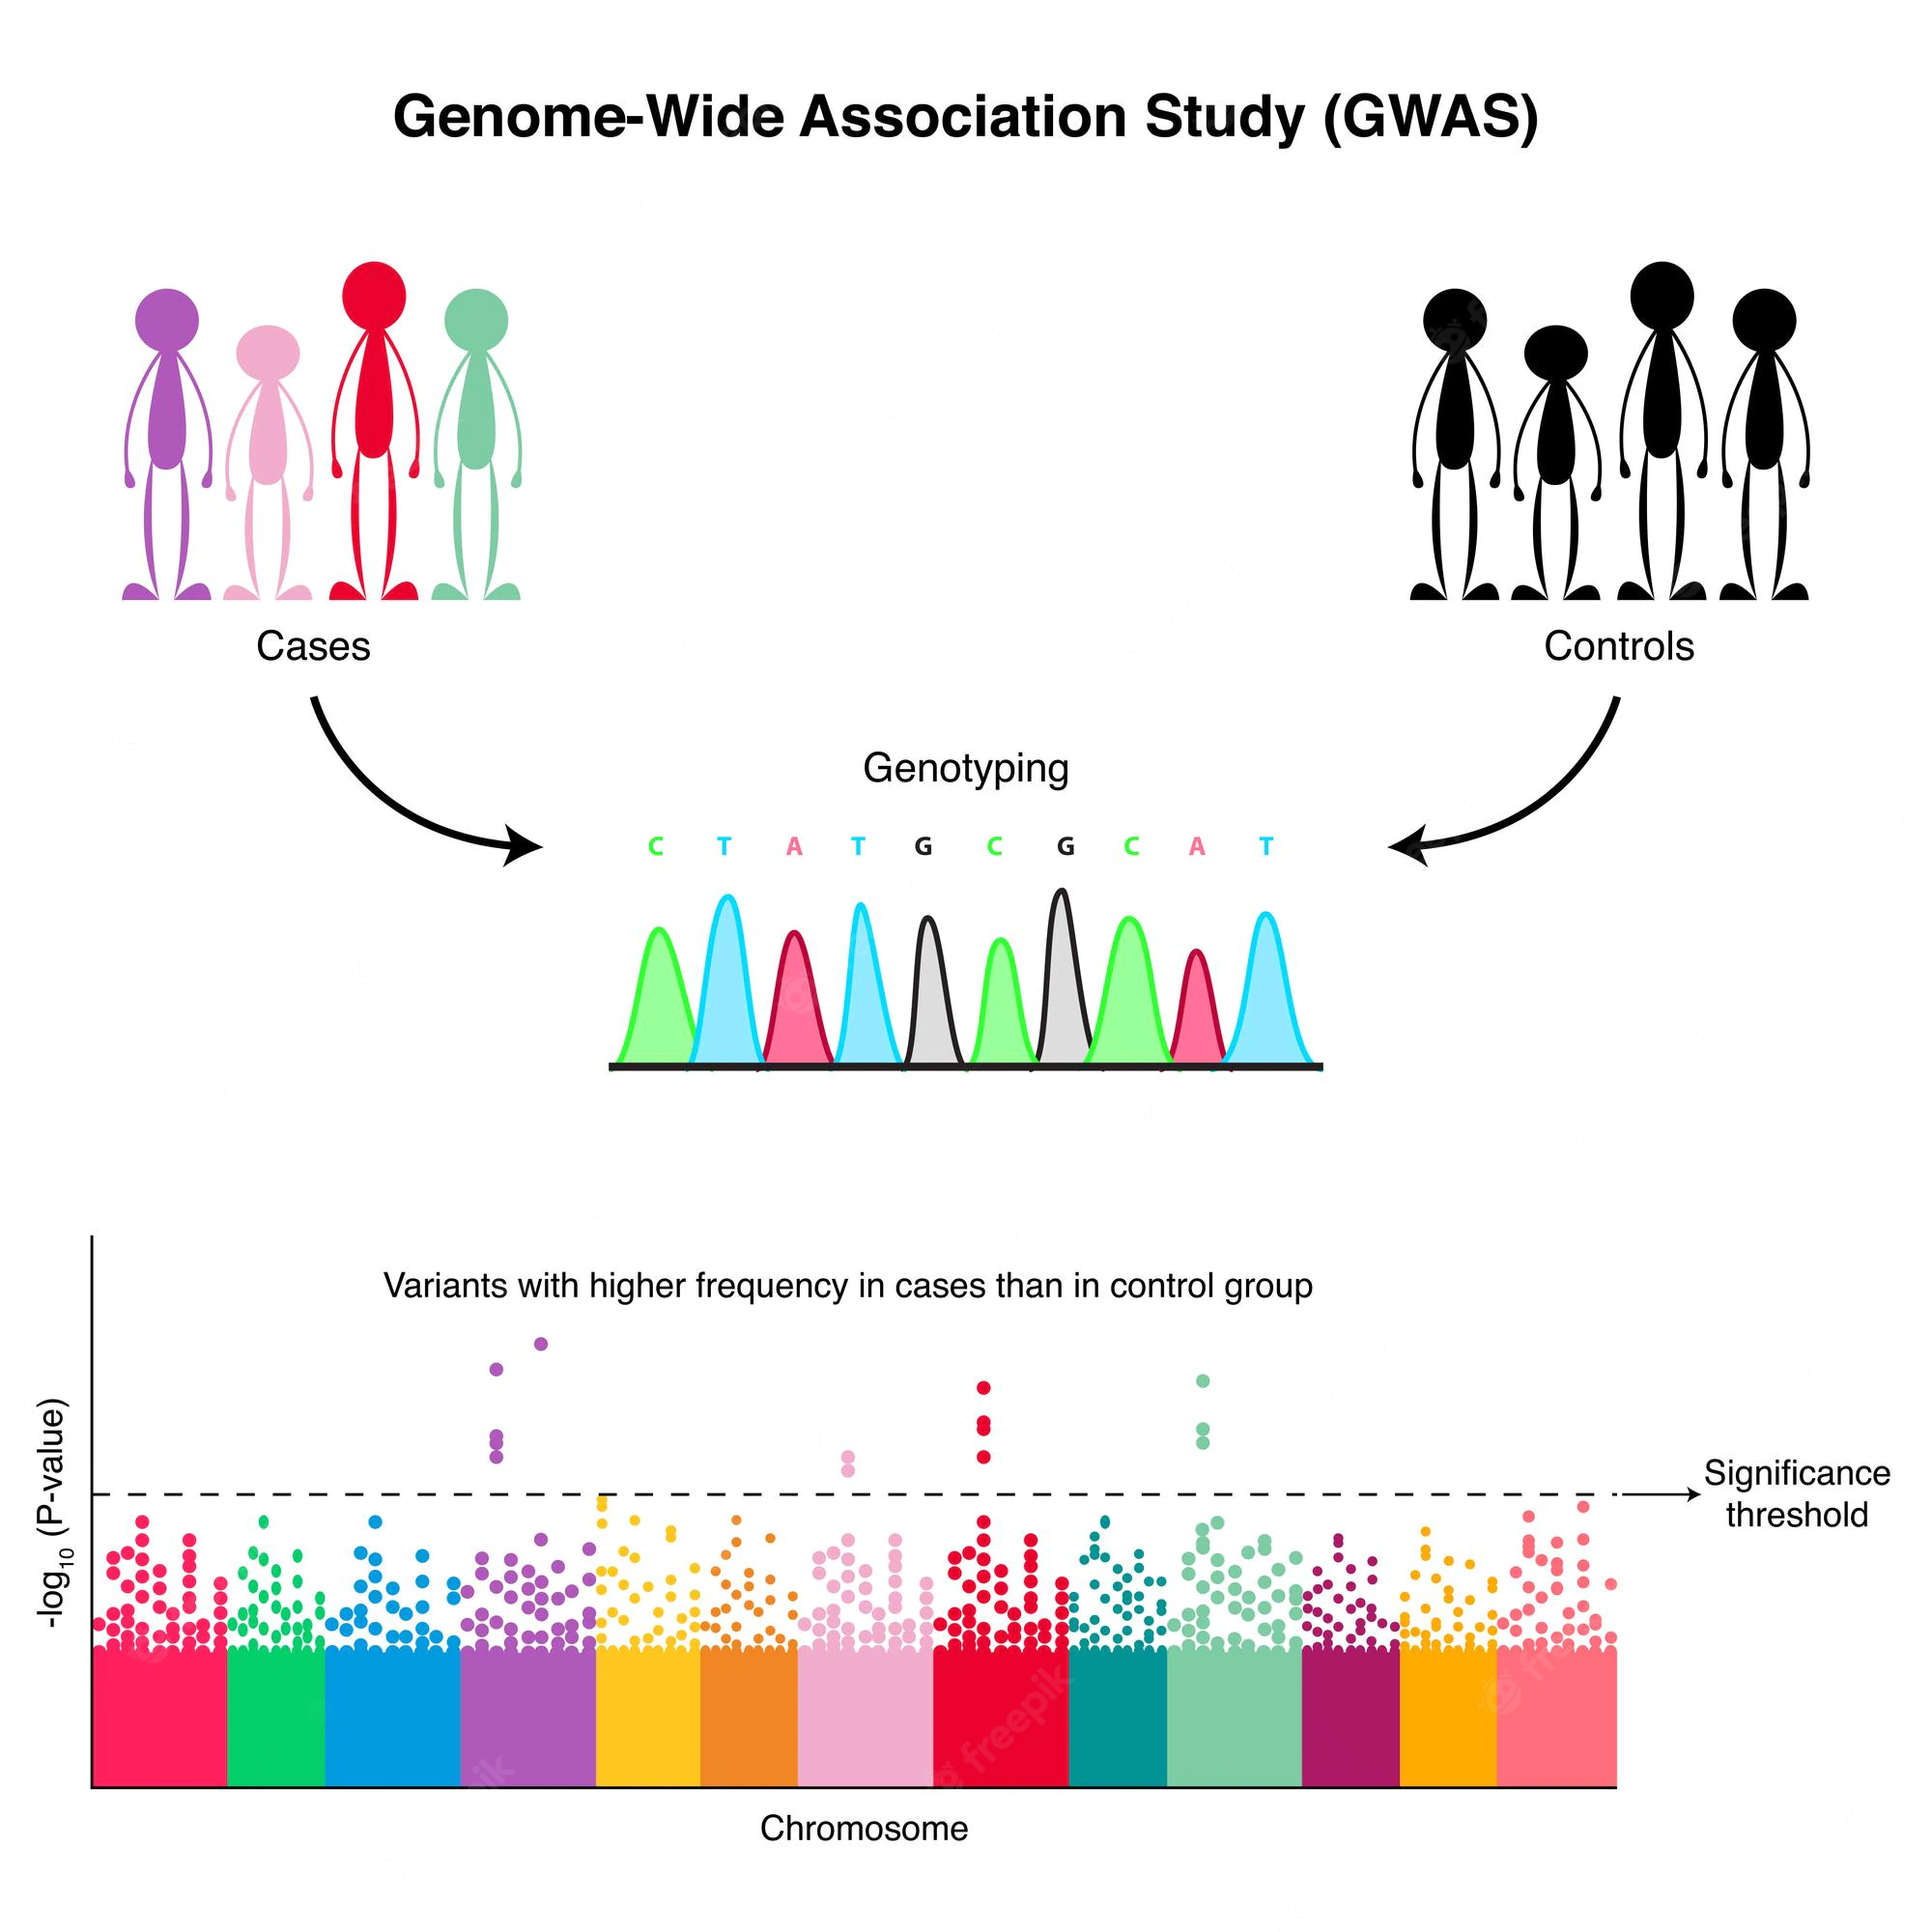 Genome-Wide Association Study (GWAS)
Cases
Controls
Genotyping
C T A T G C G C A T
Variants with higher frequency in cases than in control group
-log10 (P-value)
Significance
threshold
Chromosome
freepik